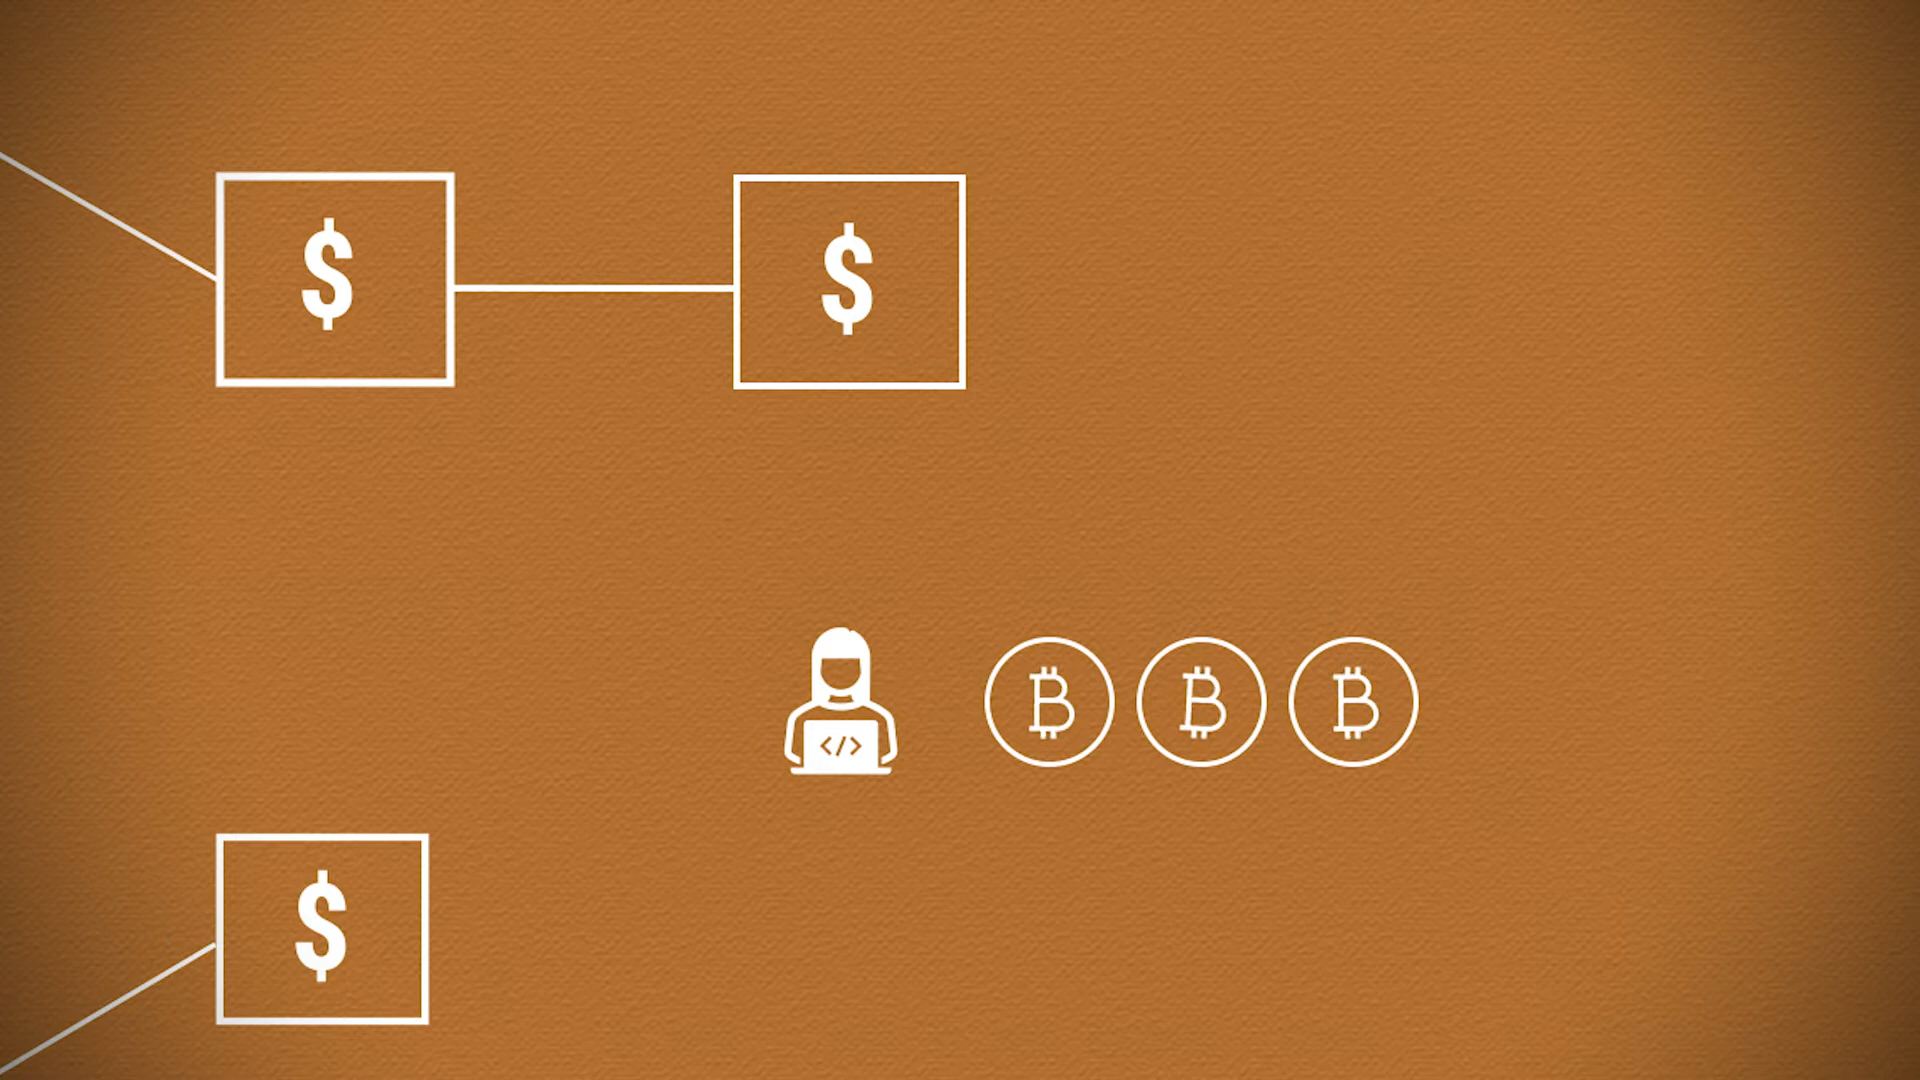 $ $
</> ₿ ₿ ₿
$